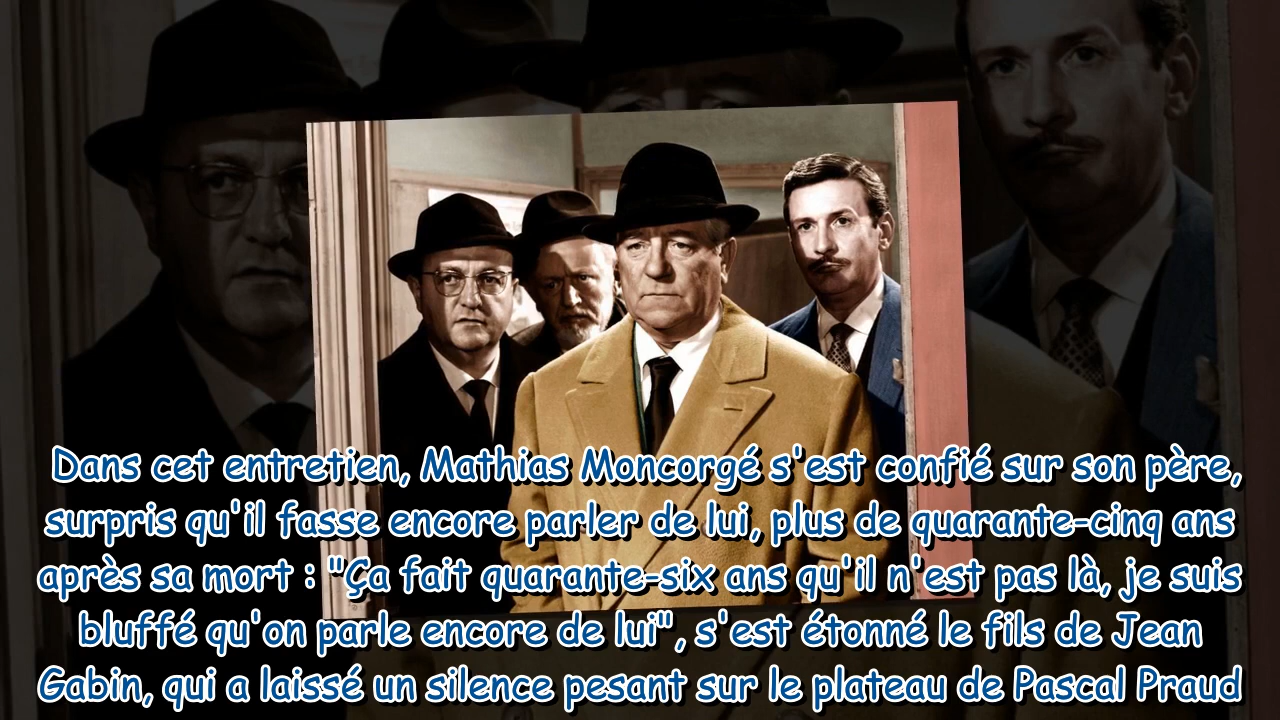 Dans cet entretien, Mathias Moncorgé s'est confié sur son père,
surpris qu'il fasse encore parler de lui, plus de quarante-cinq ans
après sa mort : "Ça fait quarante-six ans qu'il n'est pas là, je suis
bluffé qu'on parle encore de lui", s'est étonné le fils de Jean
Gabin, qui a laissé un silence pesant sur le plateau de Pascal Praud